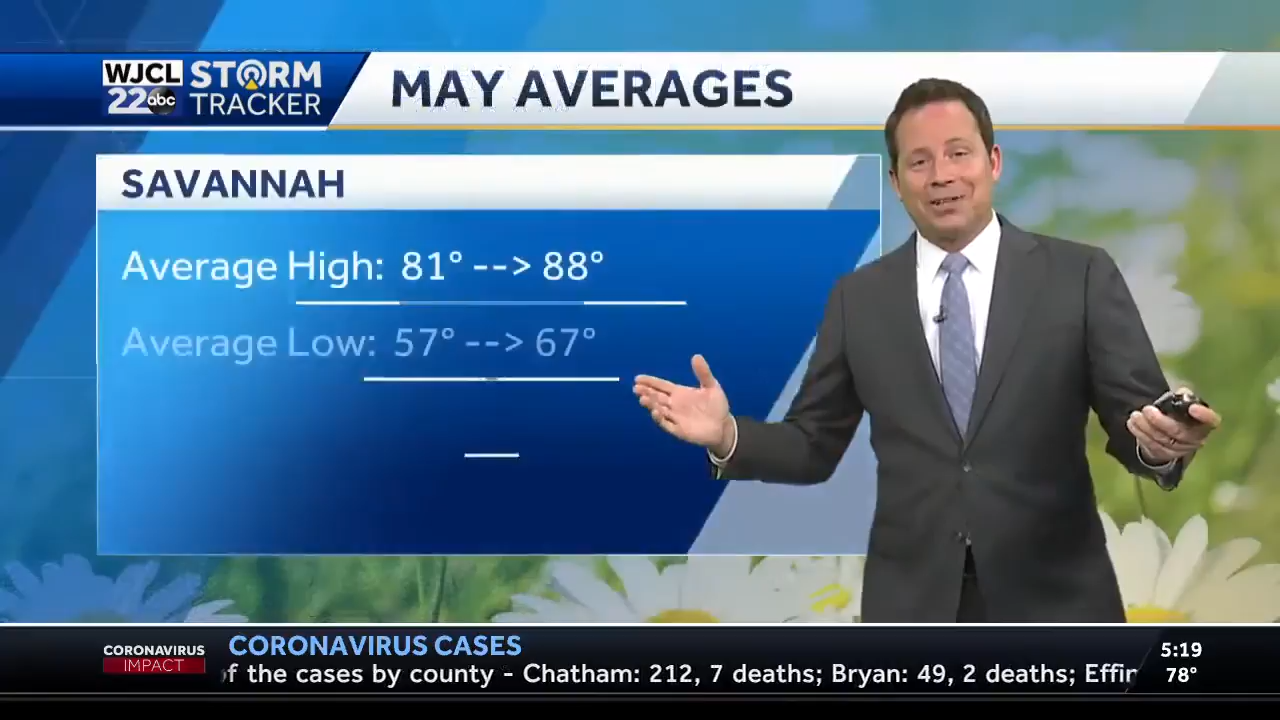 WJCL
22 abc
STORM
TRACKER
MAY AVERAGES
SAVANNAH
Average High: 81° --> 88°
Average Low: 57° --> 67°
CORONAVIRUS
IMPACT
CORONAVIRUS CASES
of the cases by county - Chatham: 212, 7 deaths; Bryan: 49, 2 deaths; Effin
5:19
78°